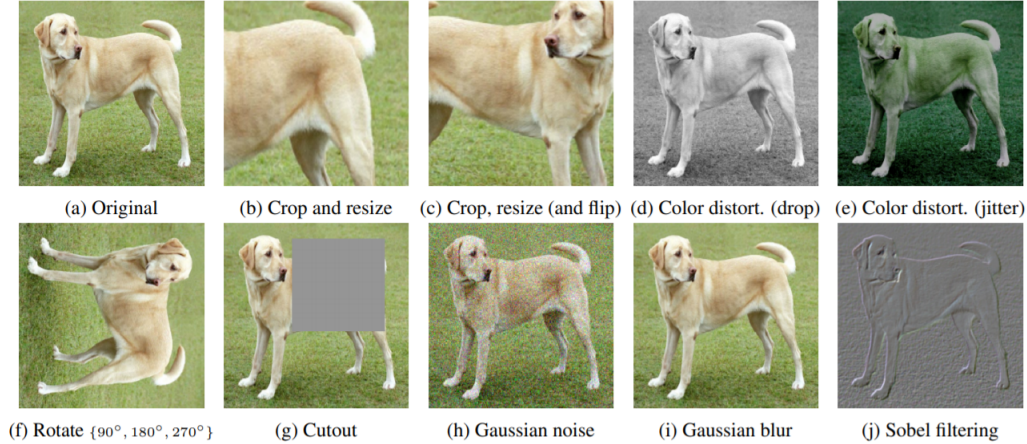 (a) Original
(b) Crop and resize
(c) Crop, resize (and flip)
(d) Color distort. (drop)
(e) Color distort. (jitter)
(f) Rotate {90°, 180°, 270°}
(g) Cutout
(h) Gaussian noise
(i) Gaussian blur
(j) Sobel filtering